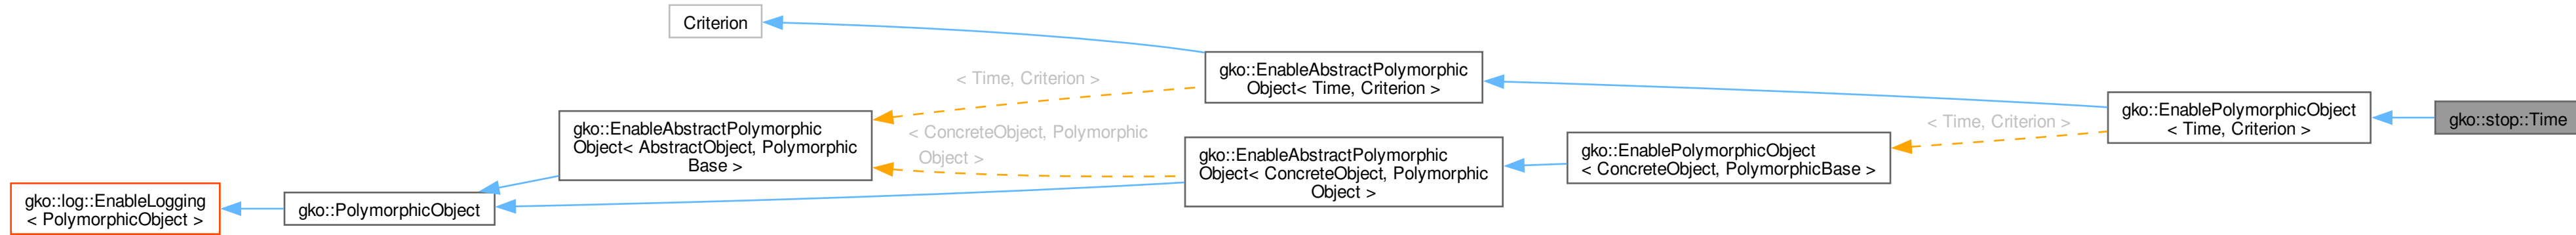 Criterion
gko::EnableAbstractPolymorphic
Object< Time, Criterion >
< Time, Criterion >
gko::EnablePolymorphicObject
< Time, Criterion >
gko::stop::Time
< Time, Criterion >
gko::EnableAbstractPolymorphic
Object< AbstractObject, Polymorphic
Base >
< ConcreteObject, Polymorphic
Object >
gko::EnableAbstractPolymorphic
Object< ConcreteObject, Polymorphic
Object >
gko::EnablePolymorphicObject
< ConcreteObject, PolymorphicBase >
gko::log::EnableLogging
< PolymorphicObject >
gko::PolymorphicObject